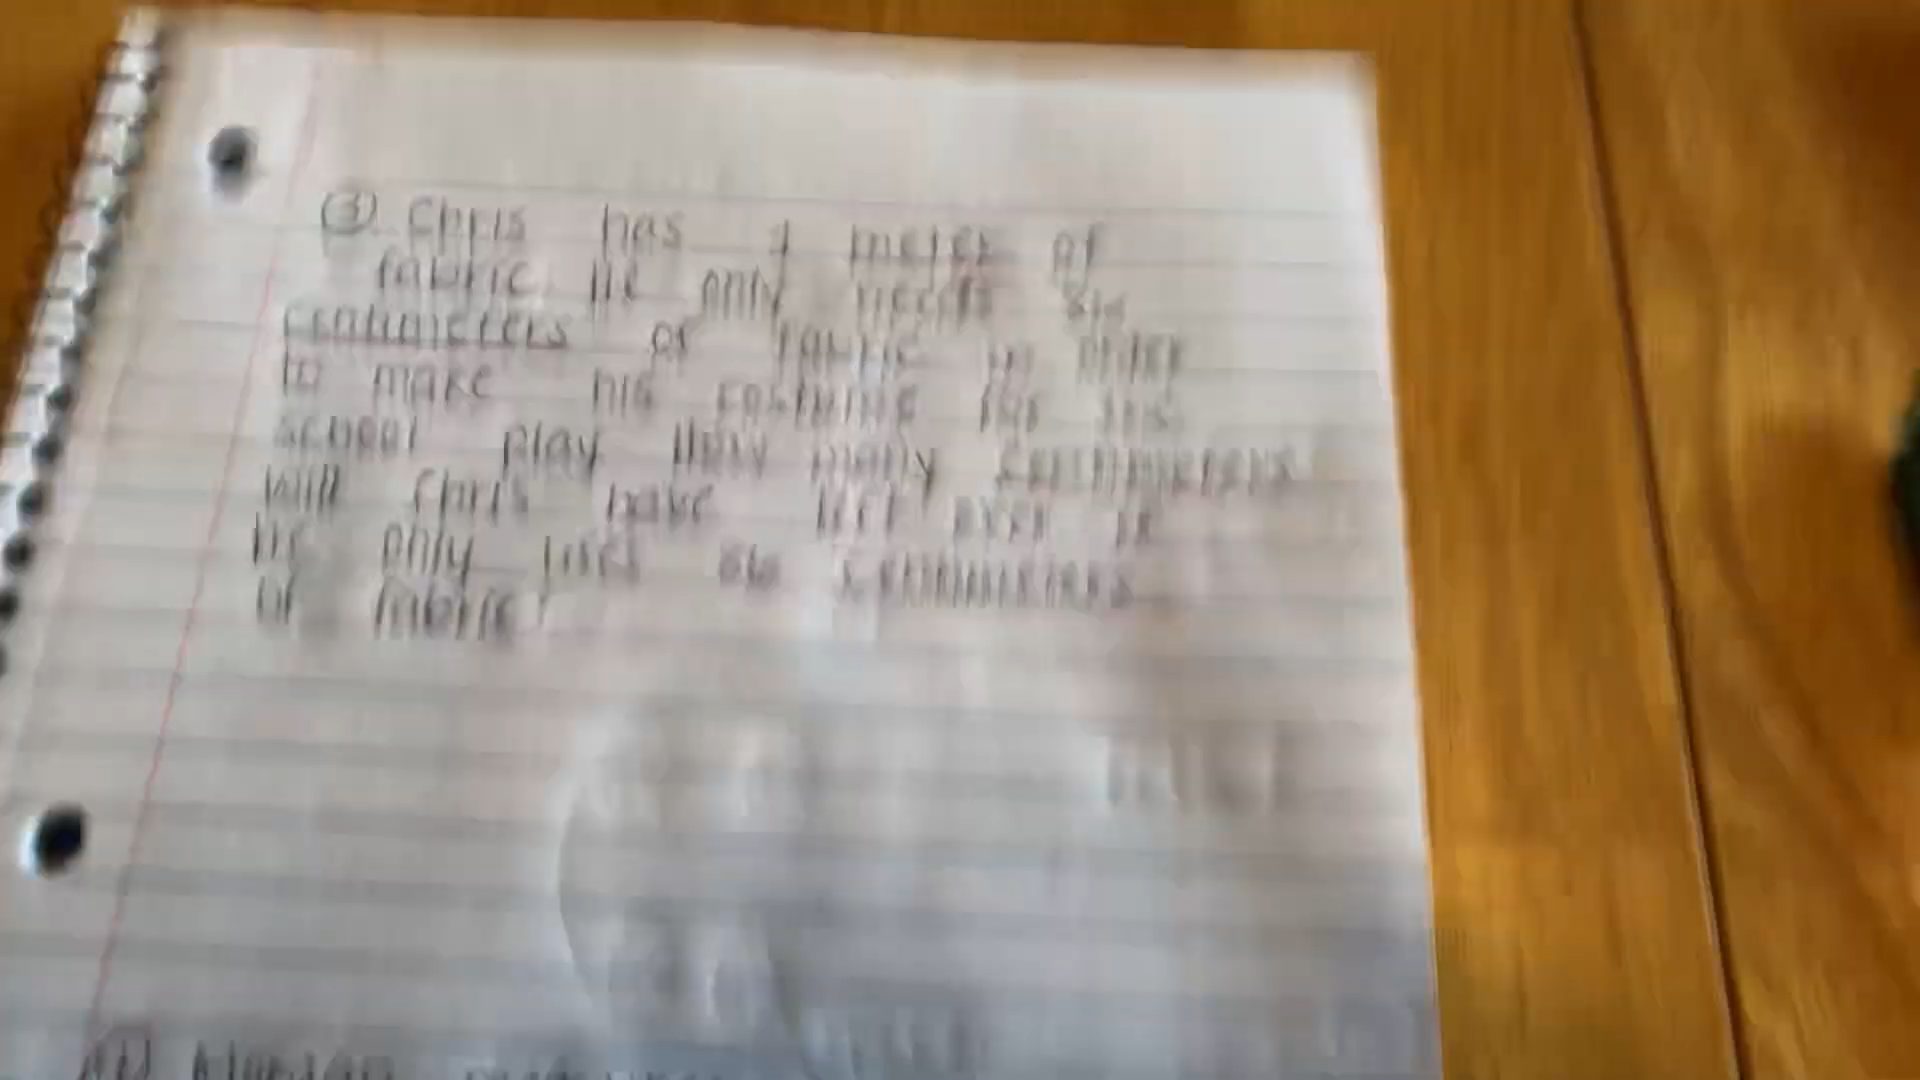 ③ Chris has 1 meter of
fabric. He only needs
centimeters of fabric in order
to make his costume for his
school play. How many centimeters
will Chris have left over if
he only uses centimeters
of fabric?